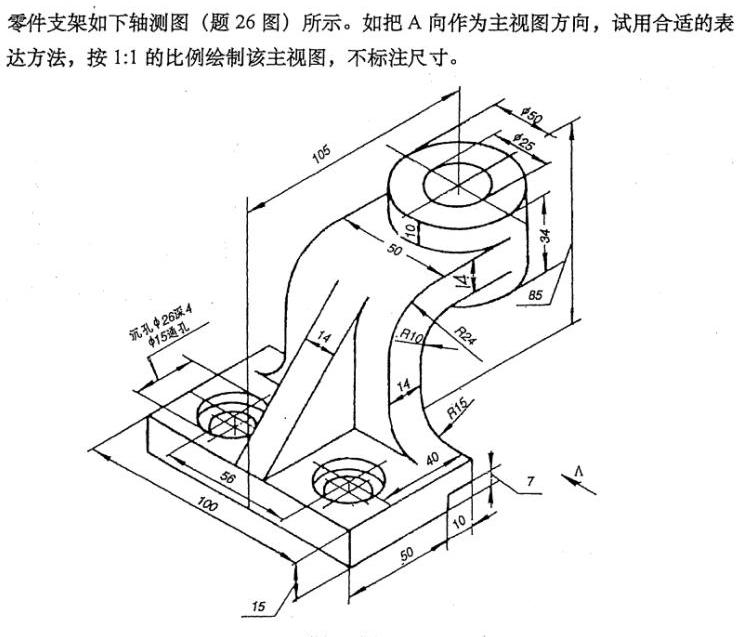 零件支架如下轴测图（题 26 图）所示。如把 A 向作为主视图方向，试用合适的表
达方法，按 1:1 的比例绘制该主视图，不标注尺寸。
φ50
φ25
105
10
50
34
14
85
沉孔φ26深4
φ15通孔
14
R10
R24
14
R15
40
A
7
56
100
10
50
15